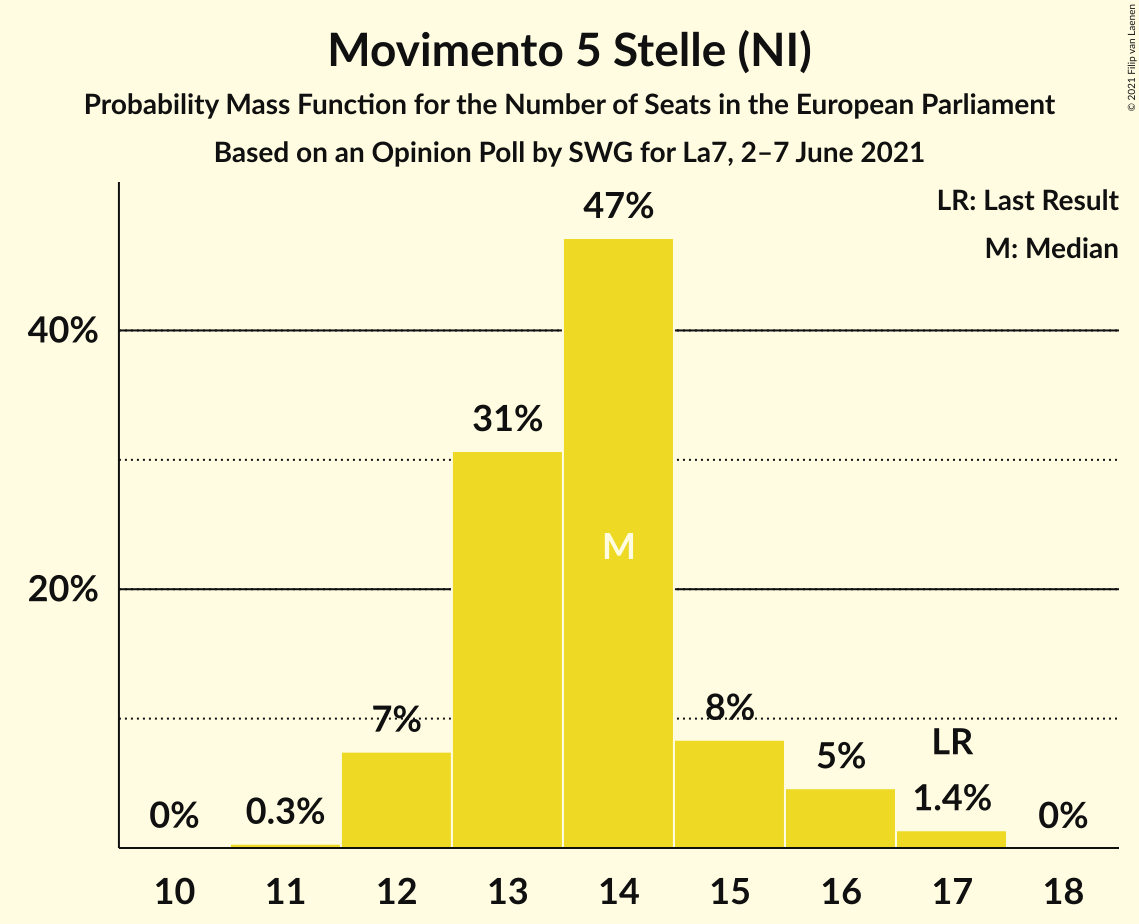 Movimento 5 Stelle (NI)
Probability Mass Function for the Number of Seats in the European Parliament
Based on an Opinion Poll by SWG for La7, 2–7 June 2021
© 2021 Filip van Laenen
LR: Last Result
M: Median
47%
40%
31%
M
20%
8%
7%
LR
5%
1.4%
0.3%
0%
0%
10 11 12 13 14 15 16 17 18